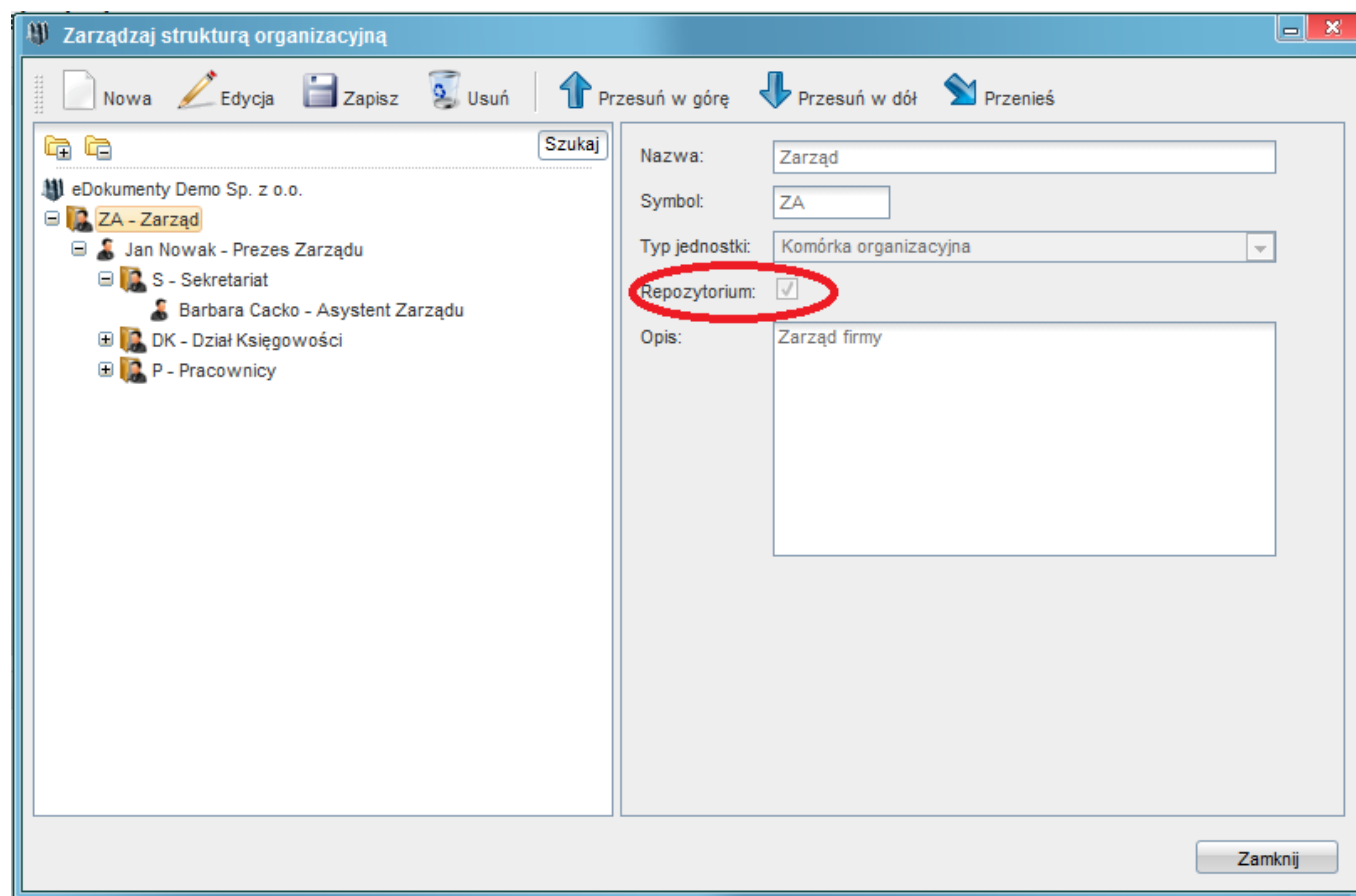 Zarządzaj strukturą organizacyjną
Nowa Edycja Zapisz Usuń Przesuń w górę Przesuń w dół Przenieś
Szukaj
eDokumenty Demo Sp. z o.o.
ZA - Zarząd
Jan Nowak - Prezes Zarządu
S - Sekretariat
Barbara Cacko - Asystent Zarządu
DK - Dział Księgowości
P - Pracownicy
Nazwa: Zarząd
Symbol: ZA
Typ jednostki: Komórka organizacyjna
Repozytorium:
Opis: Zarząd firmy
Zamknij